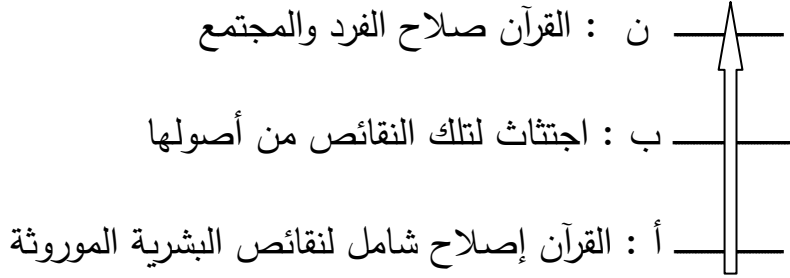 ن : القرآن صلاح الفرد والمجتمع
ب : اجتثاث لتلك النقائص من أصولها
أ : القرآن إصلاح شامل لنقائص البشرية الموروثة